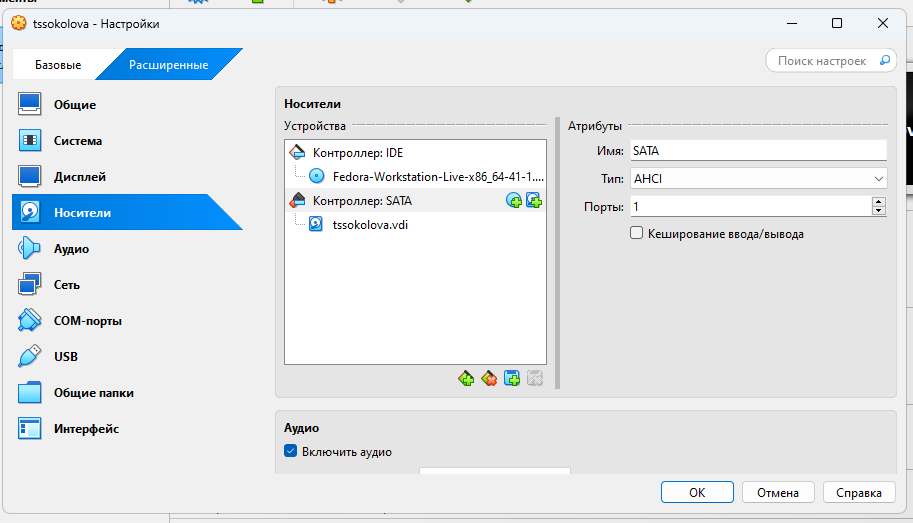 tssokolova - Настройки
Базовые
Расширенные
Поиск настроек
Общие
Система
Дисплей
Носители
Аудио
Сеть
COM-порты
USB
Общие папки
Интерфейс
Носители
Устройства
Контроллер: IDE
Fedora-Workstation-Live-x86_64-41-1....
Контроллер: SATA
tssokolova.vdi
Атрибуты
Имя: SATA
Тип: AHCI
Порты: 1
Кеширование ввода/вывода
Аудио
Включить аудио
OK
Отмена
Справка